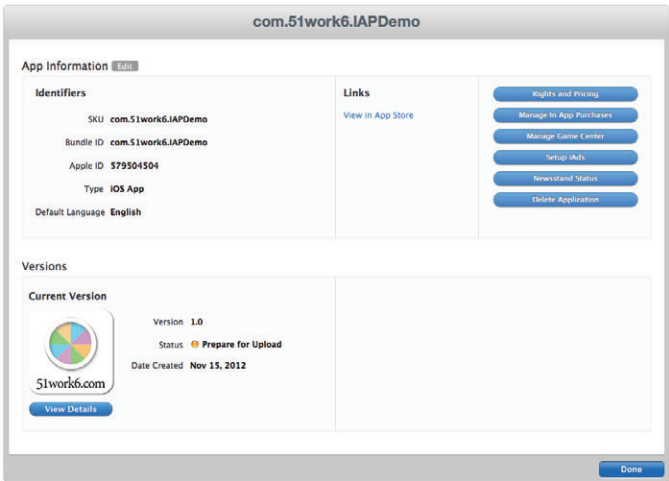 com.51work6.IAPDemo
App Information Edit
Identifiers
SKU com.51work6.IAPDemo
Bundle ID com.51work6.IAPDemo
Apple ID 579504504
Type iOS App
Default Language English
Links
View in App Store
Rights and Pricing
Manage In App Purchases
Manage Game Center
Setup iAds
Newsstand Status
Delete Application
Versions
Current Version
51work6.com
View Details
Version 1.0
Status Prepare for Upload
Date Created Nov 15, 2012
Done